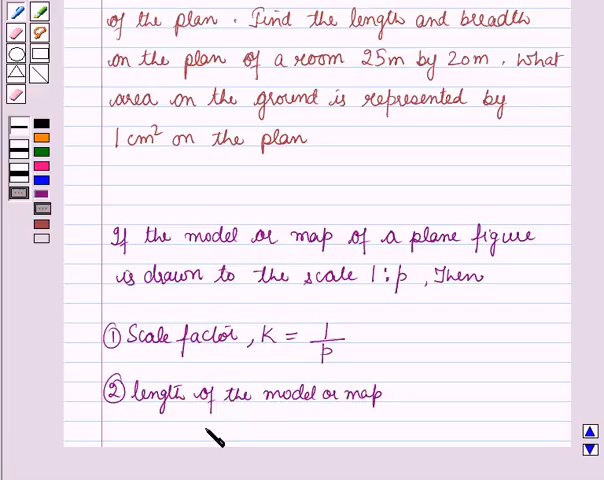 of the plan. Find the length and breadth
on the plan of a room 25m by 20m. What
area on the ground is represented by
1cm² on the plan
If the model or map of a plane figure
is drawn to the scale 1:p, Then
① Scale factor, K = 1/p
② length of the model or map